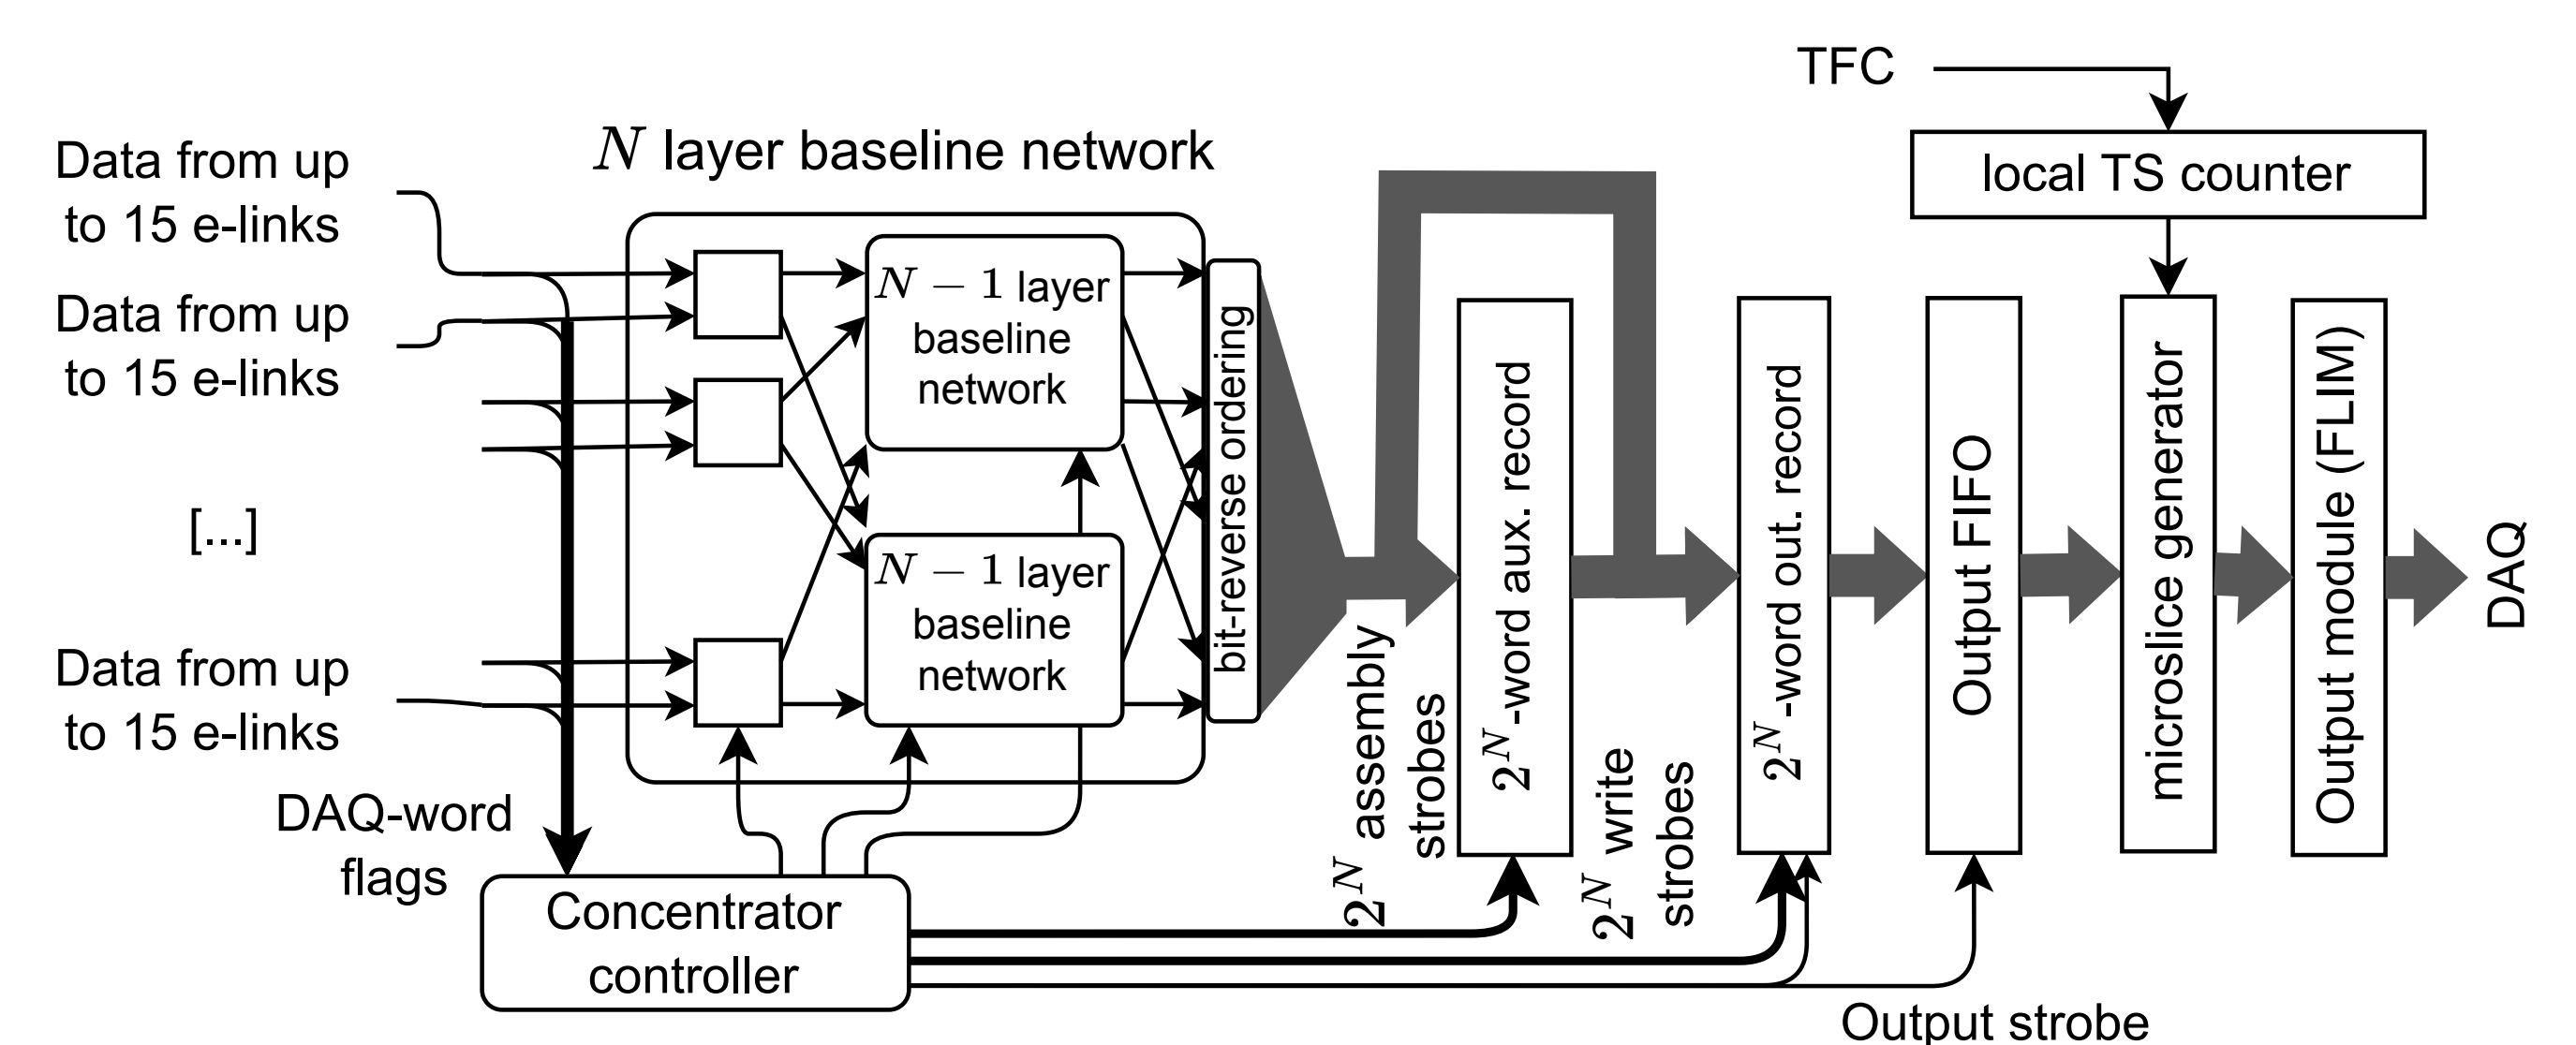 TFC
local TS counter
N layer baseline network
Data from up
to 15 e-links
Data from up
to 15 e-links
[...]
Data from up
to 15 e-links
N − 1 layer
baseline
network
N − 1 layer
baseline
network
bit-reverse ordering
2^N assembly
strobes
2^N-word aux. record
2^N write
strobes
2^N-word out. record
Output FIFO
microslice generator
Output module (FLIM)
DAQ
DAQ-word
flags
Concentrator
controller
Output strobe